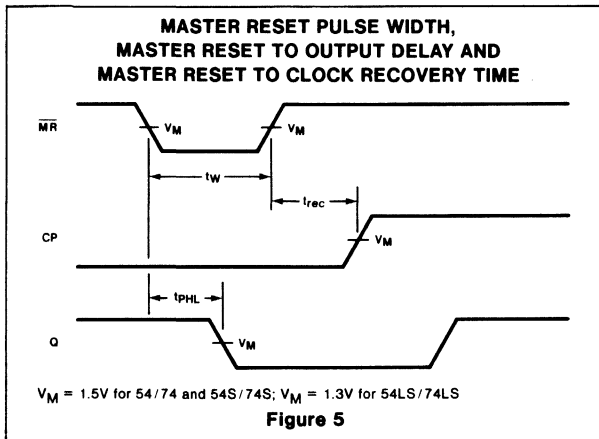 MASTER RESET PULSE WIDTH,
MASTER RESET TO OUTPUT DELAY AND
MASTER RESET TO CLOCK RECOVERY TIME
MR
VM
VM
tW
trec
CP
VM
tPHL
Q
VM
VM = 1.5V for 54/74 and 54S/74S; VM = 1.3V for 54LS/74LS
Figure 5